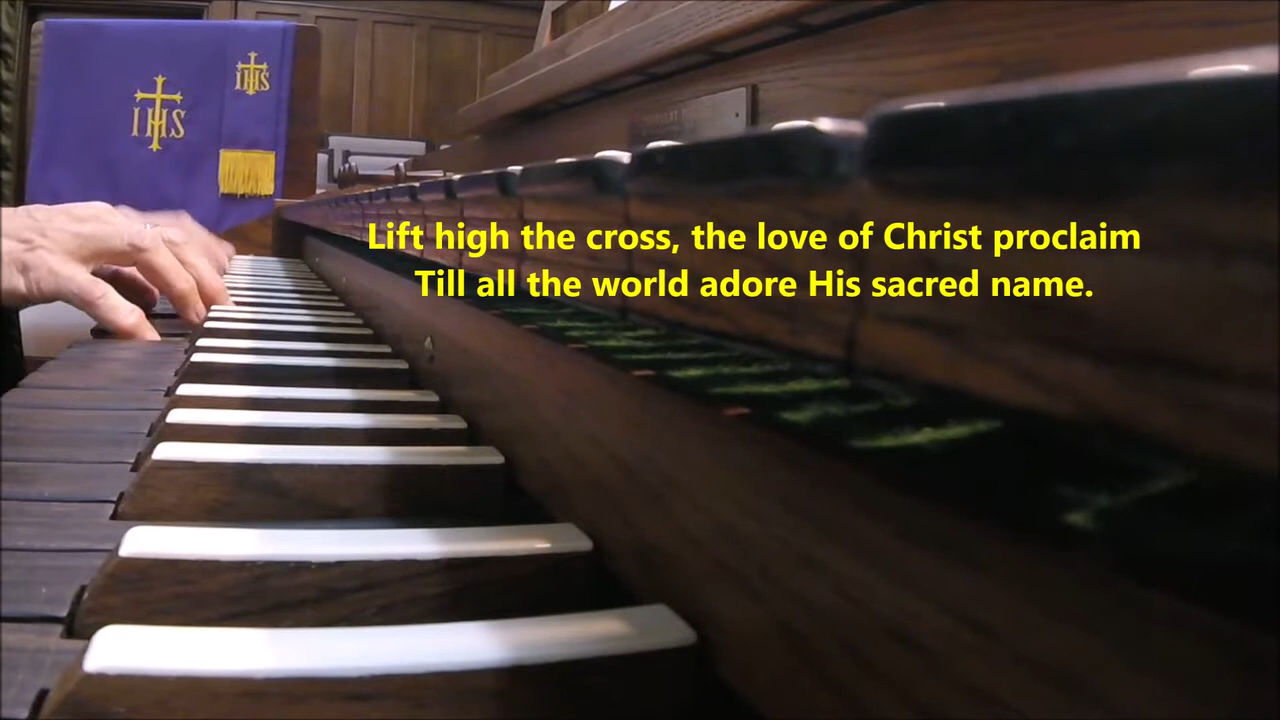 IHS
IHS
Lift high the cross, the love of Christ proclaim
Till all the world adore His sacred name.